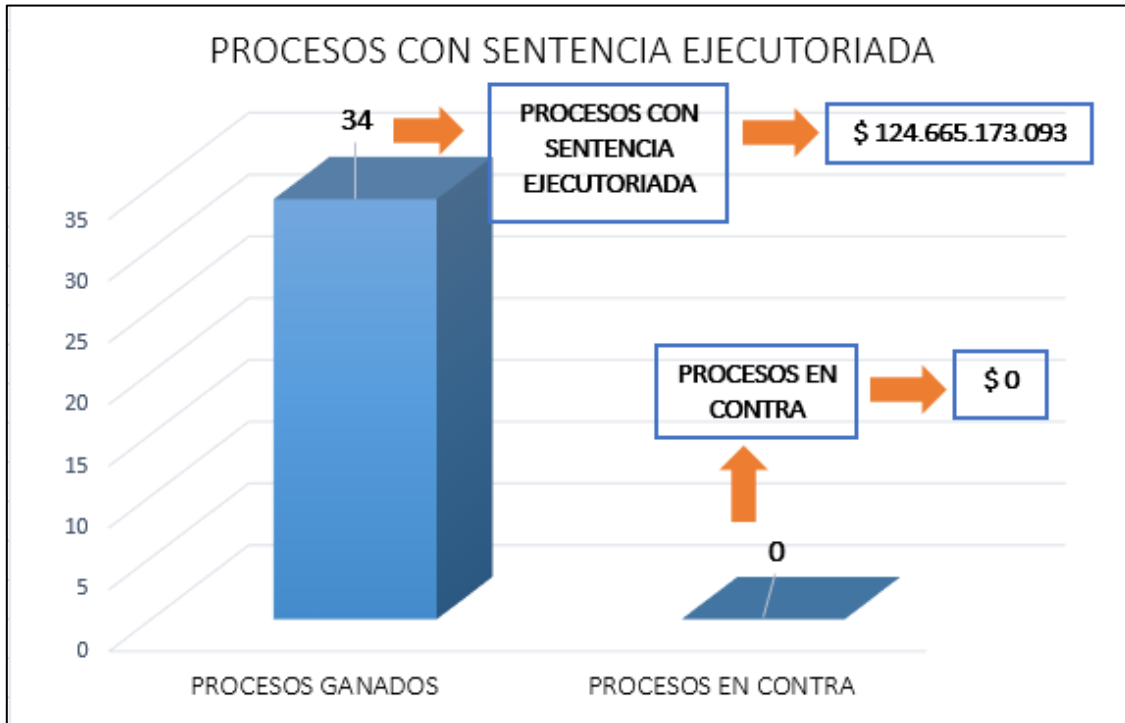 PROCESOS CON SENTENCIA EJECUTORIADA
34
PROCESOS CON
SENTENCIA
EJECUTORIADA
$ 124.665.173.093
35
30
25
20
15
10
5
0
PROCESOS EN
CONTRA
$ 0
0
PROCESOS GANADOS
PROCESOS EN CONTRA